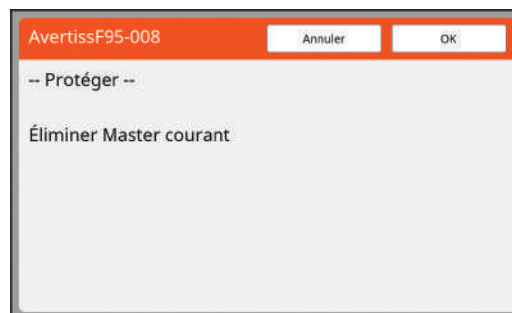 AvertissF95-008
Annuler
OK
-- Protéger --
Éliminer Master courant